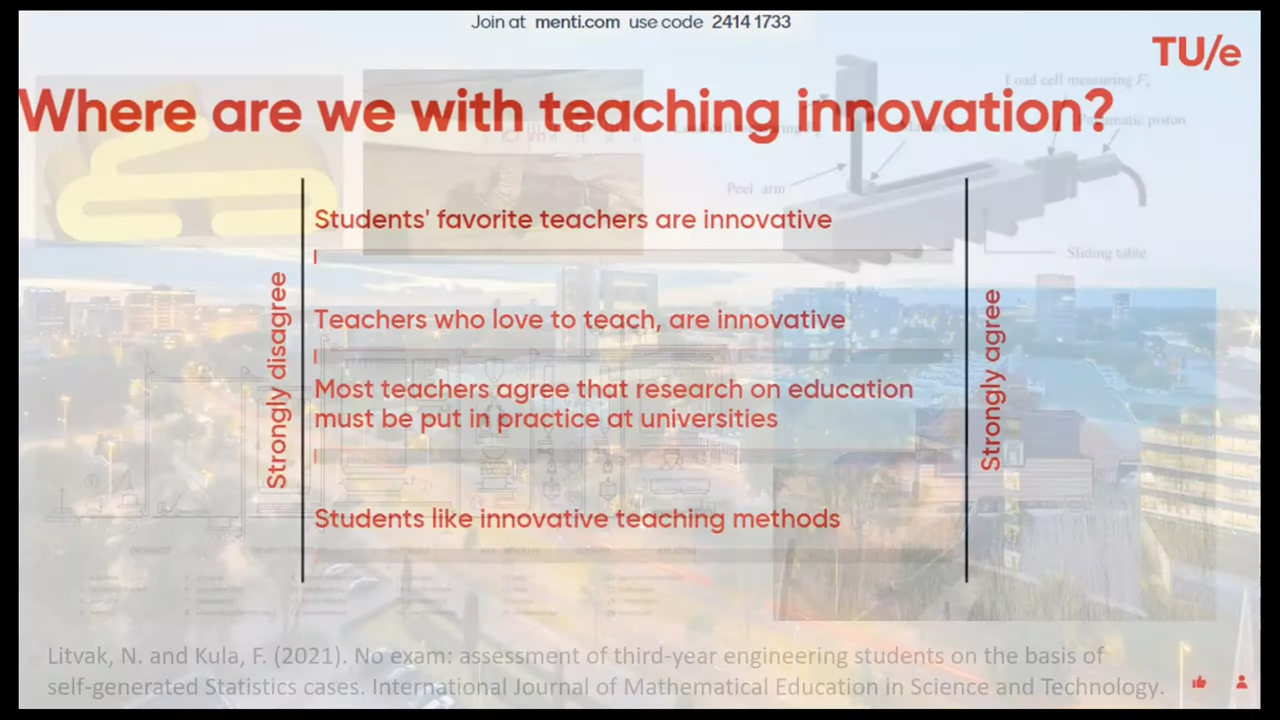 Join at menti.com use code 2414 1733
TU/e
Where are we with teaching innovation?
Load cell measuring
Peel arm
Sliding table
Students' favorite teachers are innovative
Teachers who love to teach, are innovative
Most teachers agree that research on education
must be put in practice at universities
Students like innovative teaching methods
Strongly disagree
Strongly agree
Litvak, N. and Kula, F. (2021). No exam: assessment of third-year engineering students on the basis of
self-generated Statistics cases. International Journal of Mathematical Education in Science and Technology.